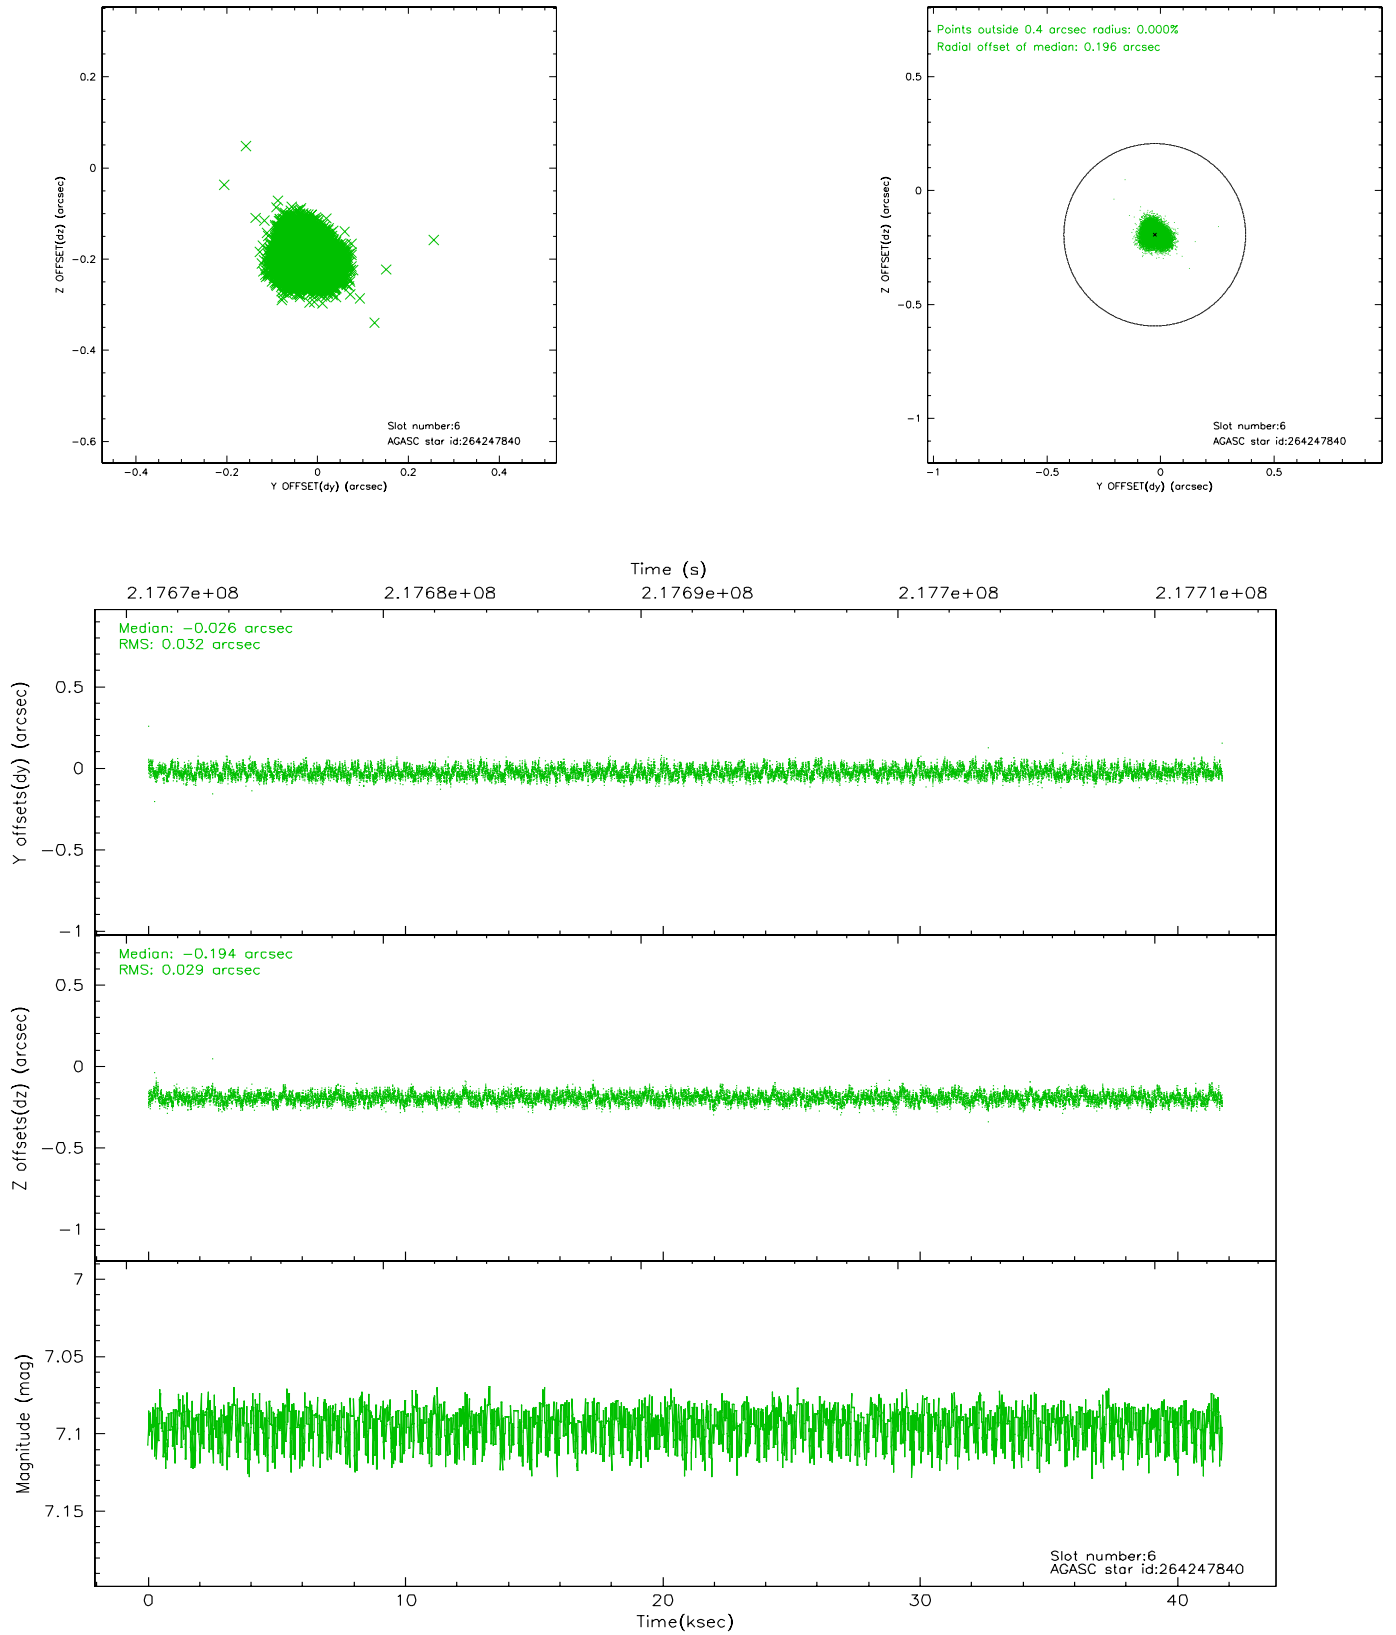 0.2
0
−0.2
−0.4
−0.6
Z OFFSET(dz) (arcsec)
Slot number:6
AGASC star id:264247840
−0.4 −0.2 0 0.2 0.4
Y OFFSET(dy) (arcsec)
Points outside 0.4 arcsec radius: 0.000%
Radial offset of median: 0.196 arcsec
0.5
0
−0.5
−1
Z OFFSET(dz) (arcsec)
Slot number:6
AGASC star id:264247840
−1 −0.5 0 0.5
Y OFFSET(dy) (arcsec)
Time (s)
2.1767e+08 2.1768e+08 2.1769e+08 2.177e+08 2.1771e+08
Median: −0.026 arcsec
RMS: 0.032 arcsec
0.5
0
−0.5
−1
Y offsets(dy) (arcsec)
Median: −0.194 arcsec
RMS: 0.029 arcsec
0.5
0
−0.5
−1
Z offsets(dz) (arcsec)
7
7.05
7.1
7.15
Magnitude (mag)
Slot number:6
AGASC star id:264247840
0 10 20 30 40
Time(ksec)